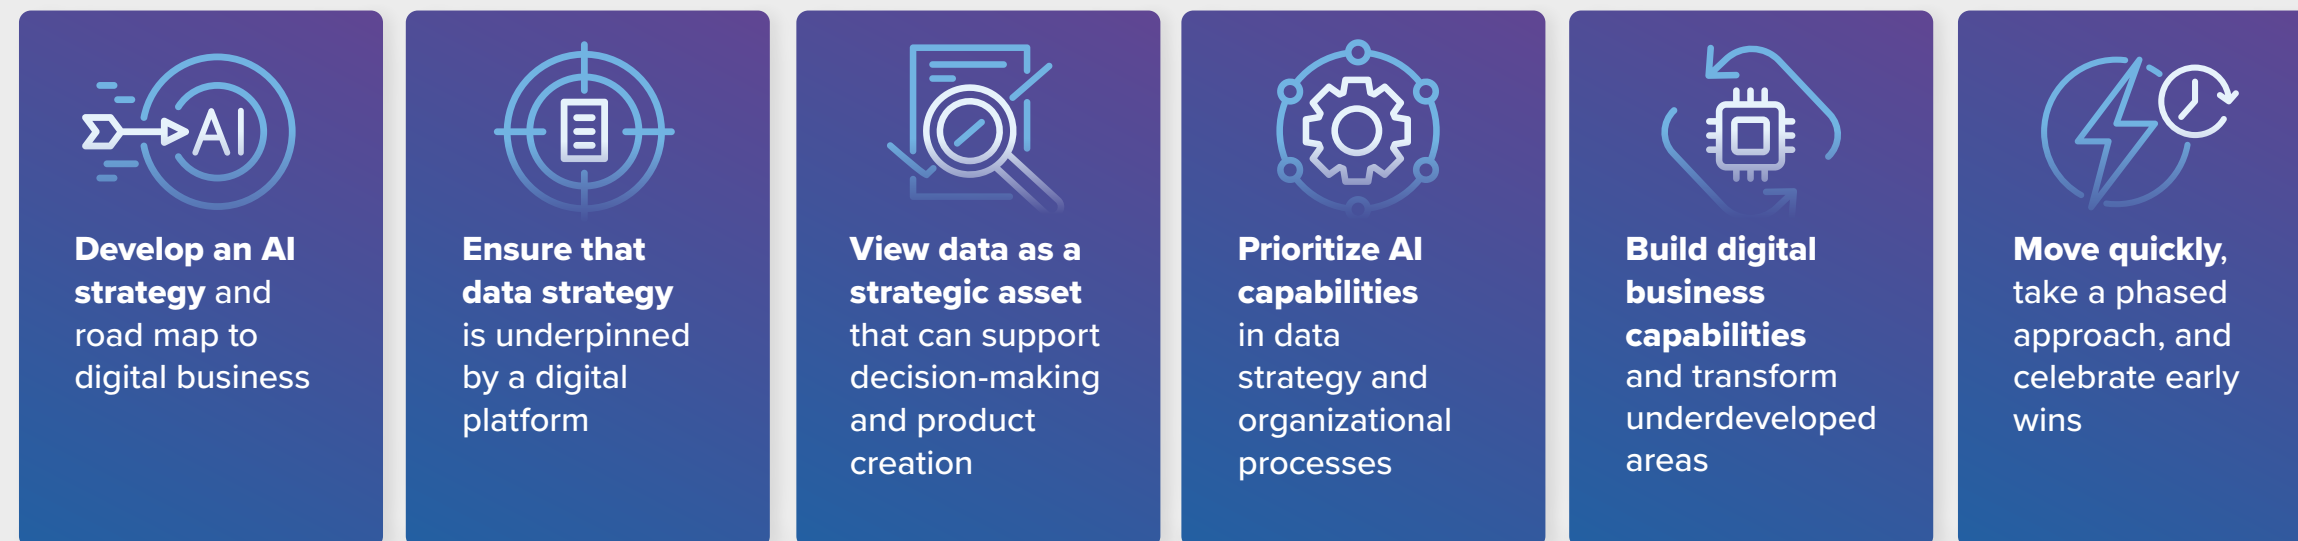 AI
Develop an AI
strategy and
road map to
digital business
Ensure that
data strategy
is underpinned
by a digital
platform
View data as a
strategic asset
that can support
decision-making
and product
creation
Prioritize AI
capabilities
in data
strategy and
organizational
processes
Build digital
business
capabilities
and transform
underdeveloped
areas
Move quickly,
take a phased
approach, and
celebrate early
wins